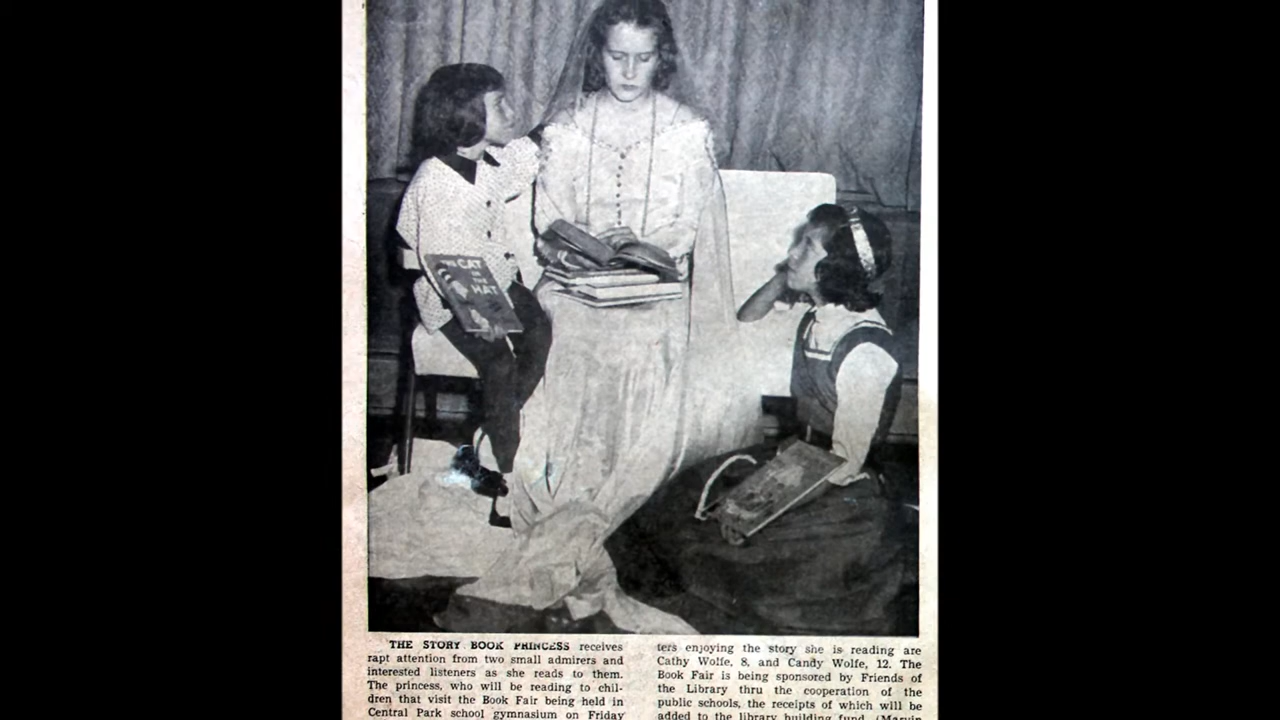 THE CAT
IN THE
HAT
THE STORY BOOK PRINCESS receives
rapt attention from two small admirers and
interested listeners as she reads to them.
The princess, who will be reading to chil-
dren that visit the Book Fair being held in
Central Park school gymnasium on Friday
ters enjoying the story she is reading are
Cathy Wolfe, 8, and Candy Wolfe, 12. The
Book Fair is being sponsored by Friends of
the Library thru the cooperation of the
public schools, the receipts of which will be
added to the library building fund. (Marvin